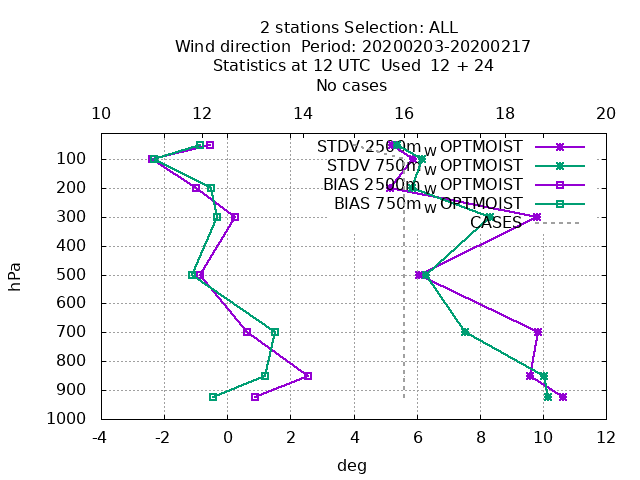 2 stations Selection: ALL
Wind direction  Period: 20200203-20200217
Statistics at 12 UTC  Used  12 + 24
No cases
10 12 14 16 18 20
STDV 2500m_W OPTMOIST
STDV 750m_W OPTMOIST
BIAS 2500m_W OPTMOIST
BIAS 750m_W OPTMOIST
CASES
100
200
300
400
500
600
700
800
900
1000
hPa
-4 -2 0 2 4 6 8 10 12
deg